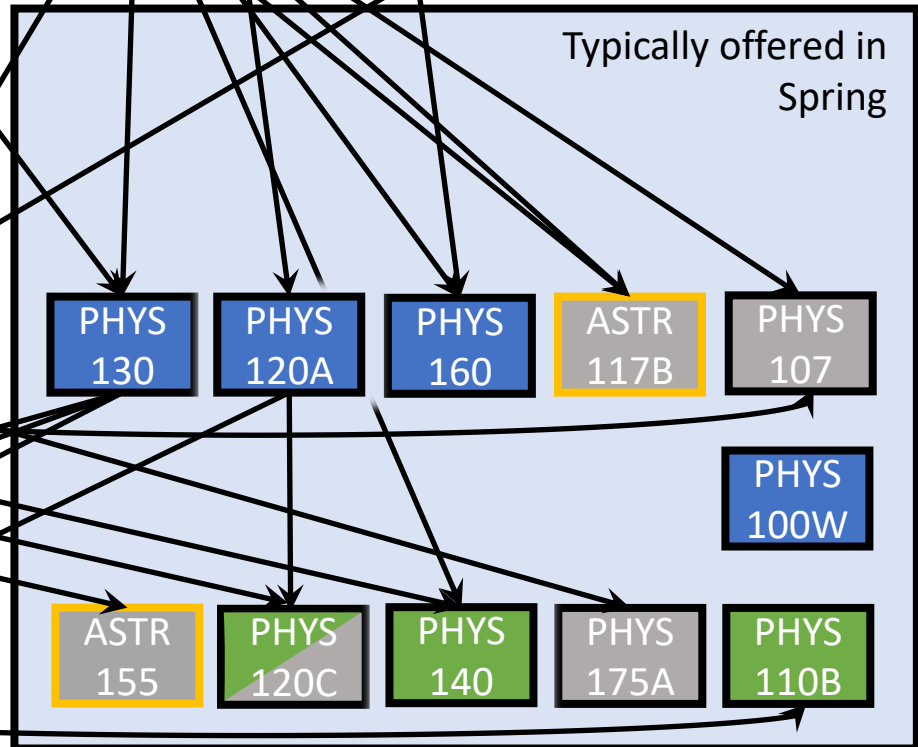 Typically offered in
Spring
PHYS
130
PHYS
120A
PHYS
160
ASTR
117B
PHYS
107
PHYS
100W
ASTR
155
PHYS
120C
PHYS
140
PHYS
175A
PHYS
110B